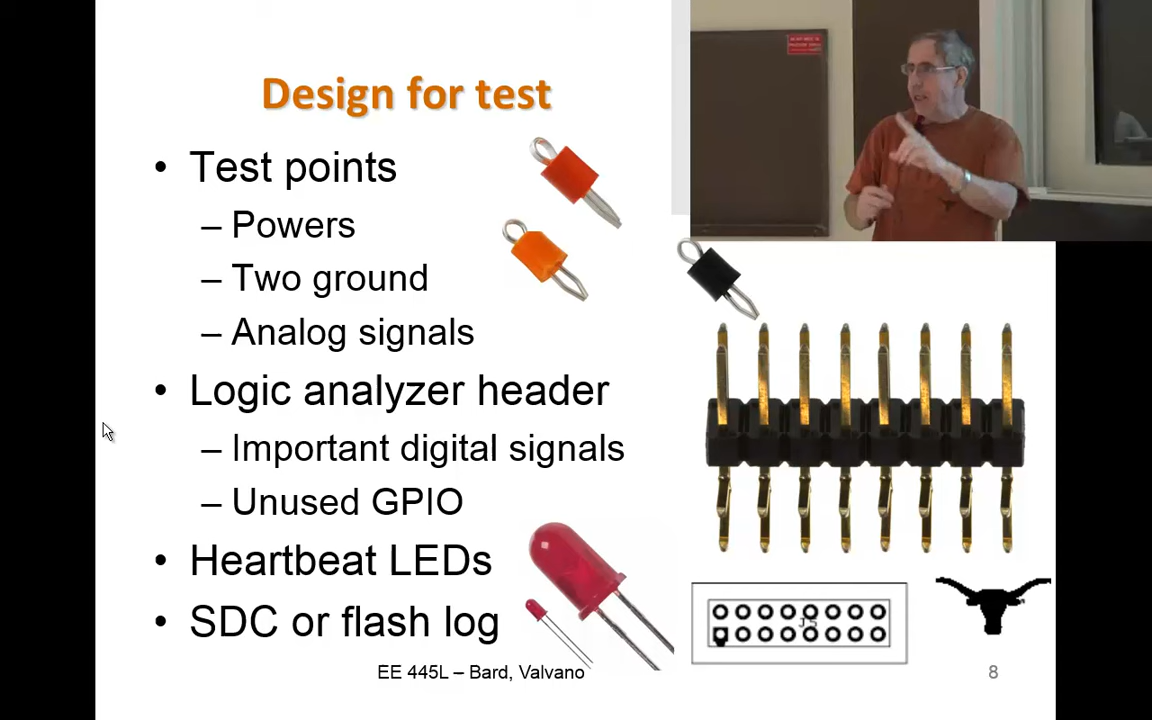 Design for test
• Test points
– Powers
– Two ground
– Analog signals
• Logic analyzer header
– Important digital signals
– Unused GPIO
• Heartbeat LEDs
• SDC or flash log
J5
EE 445L – Bard, Valvano
8